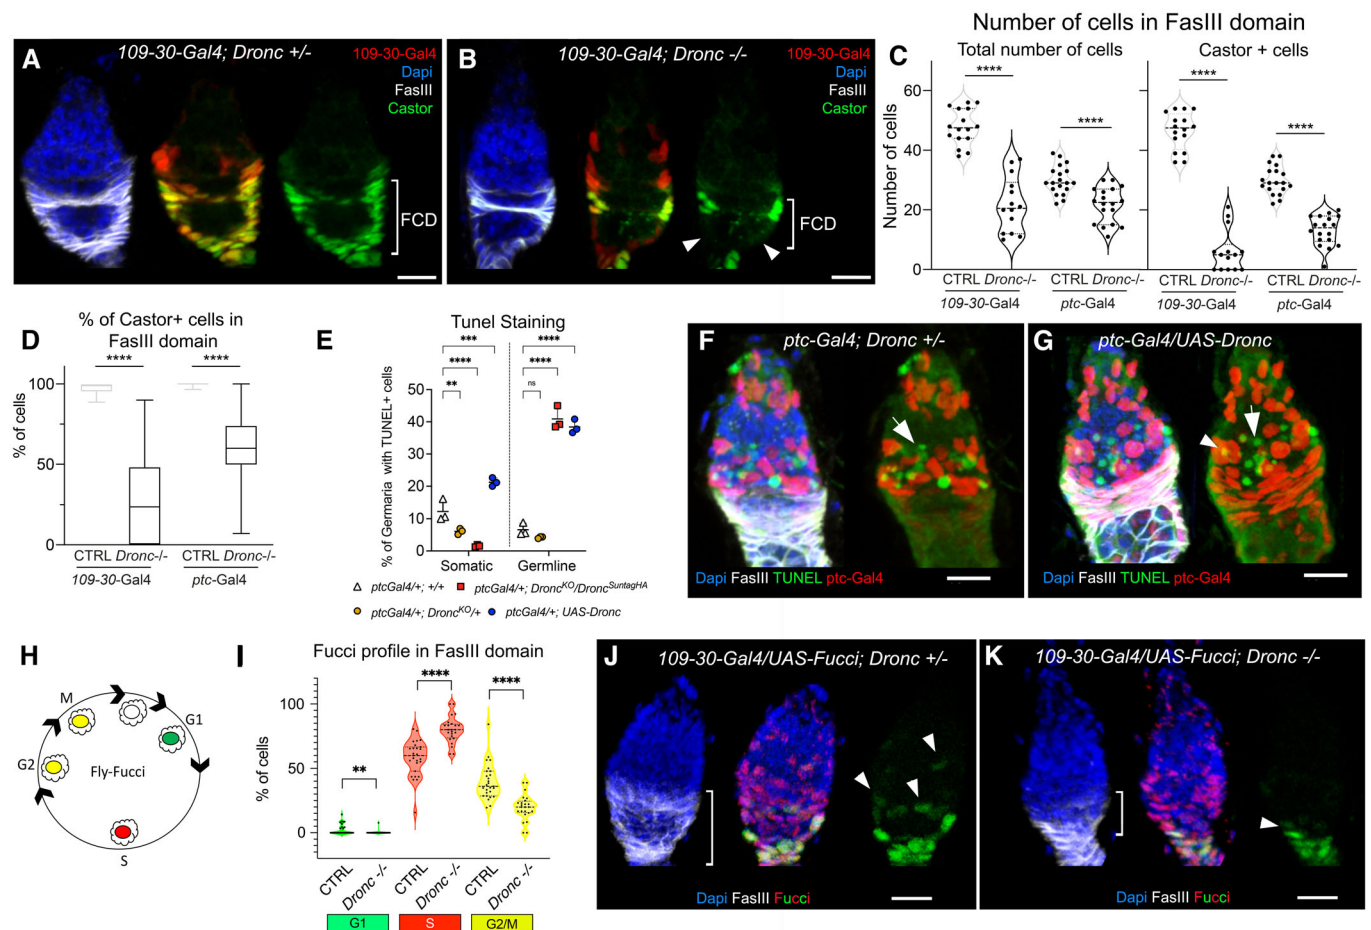 A
109-30-Gal4; Dronc +/-
109-30-Gal4
Dapi
FasIII
Castor
FCD
B
109-30-Gal4; Dronc -/-
109-30-Gal4
Dapi
FasIII
Castor
FCD
Number of cells in FasIII domain
C
Total number of cells
Castor + cells
Number of cells
60
40
20
0
****
****
****
****
CTRL Dronc-/-
CTRL Dronc-/-
CTRL Dronc-/-
CTRL Dronc-/-
109-30-Gal4
ptc-Gal4
109-30-Gal4
ptc-Gal4
D
% of Castor+ cells in
FasIII domain
****
****
% of cells
100
50
0
CTRL Dronc-/-
CTRL Dronc-/-
109-30-Gal4
ptc-Gal4
E
Tunel Staining
***
****
**
****
****
ns
% of Germaria with TUNEL+ cells
50
40
30
20
10
0
Somatic
Germline
ptcGal4/+; +/+
ptcGal4/+; DroncKO/DroncSuntagHA
ptcGal4/+; DroncKO/+
ptcGal4/+; UAS-Dronc
F
ptc-Gal4; Dronc +/-
Dapi FasIII TUNEL ptc-Gal4
G
ptc-Gal4/UAS-Dronc
Dapi FasIII TUNEL ptc-Gal4
H
M
G1
G2
Fly-Fucci
S
I
Fucci profile in FasIII domain
% of cells
100
50
0
**
****
****
CTRL
Dronc -/-
CTRL
Dronc -/-
CTRL
Dronc -/-
G1
S
G2/M
J
109-30-Gal4/UAS-Fucci; Dronc +/-
Dapi FasIII Fucci
K
109-30-Gal4/UAS-Fucci; Dronc -/-
Dapi FasIII Fucci